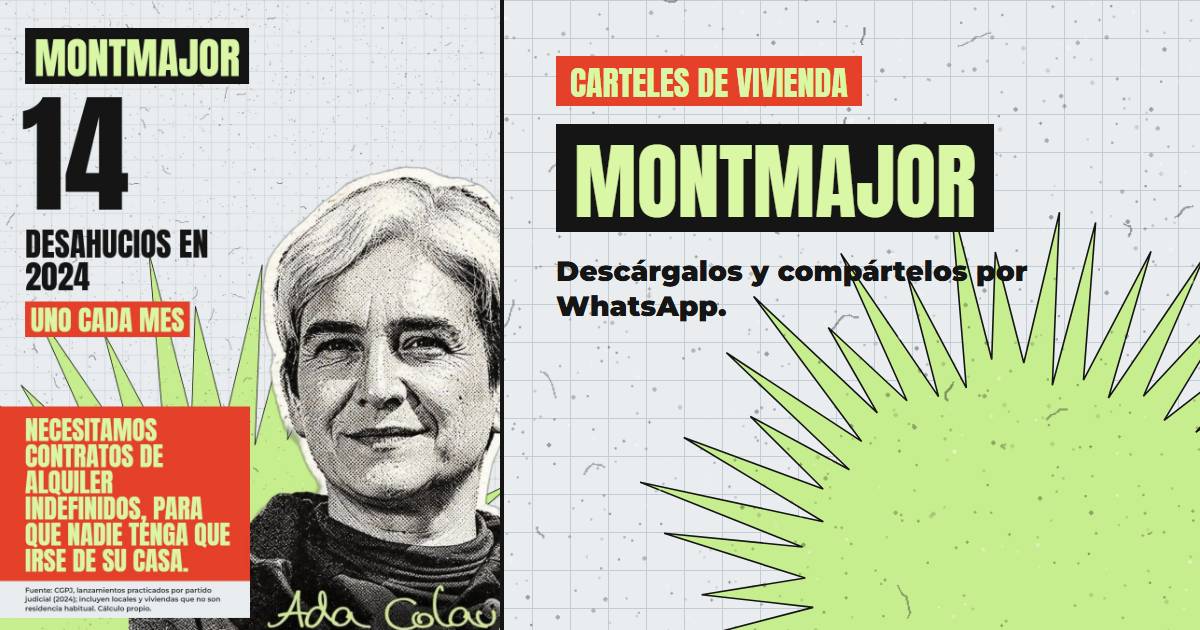 MONTMAJOR
14
DESAHUCIOS EN
2024
UNO CADA MES
NECESITAMOS
CONTRATOS DE
ALQUILER
INDEFINIDOS, PARA
QUE NADIE TENGA QUE
IRSE DE SU CASA.
Fuente: CGPJ, lanzamientos practicados por partido
judicial (2024); incluyen locales y viviendas que no son
residencia habitual. Cálculo propio.
Ada Colau
CARTELES DE VIVIENDA
MONTMAJOR
Descárgalos y compártelos por
WhatsApp.